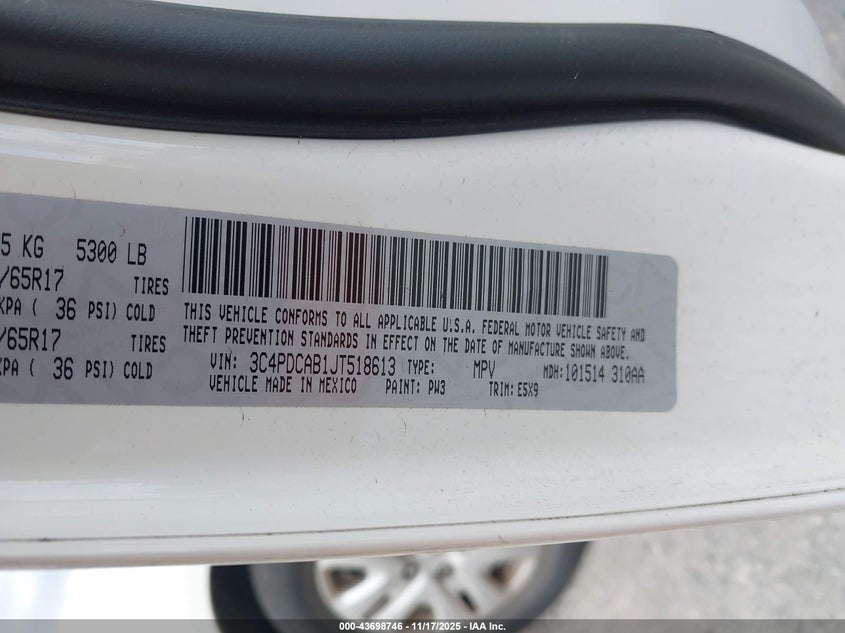 5 KG 5300 LB
/65R17 TIRES
KPA ( 36 PSI) COLD
/65R17 TIRES
KPA ( 36 PSI) COLD
THIS VEHICLE CONFORMS TO ALL APPLICABLE U.S.A. FEDERAL MOTOR VEHICLE SAFETY AND
THEFT PREVENTION STANDARDS IN EFFECT ON THE DATE OF MANUFACTURE SHOWN ABOVE.
VIN: 3C4PDCAB1JT518613 TYPE: MPV MDH:101514 310AA
VEHICLE MADE IN MEXICO PAINT: PW3 TRIM: E5X9
000-43698746 - 11/17/2025 - IAA Inc.